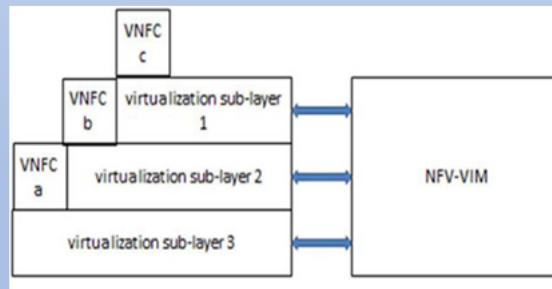 VNFC
c
VNFC
b
virtualization sub-layer
1
VNFC
a
virtualization sub-layer 2
NFV-VIM
virtualization sub-layer 3